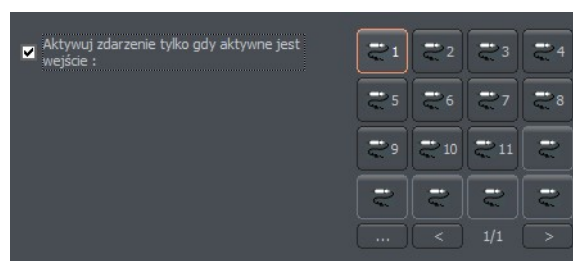 Aktywuj zdarzenie tylko gdy aktywne jest
wejście :
1 2 3 4
5 6 7 8
9 10 11
... < 1/1 >